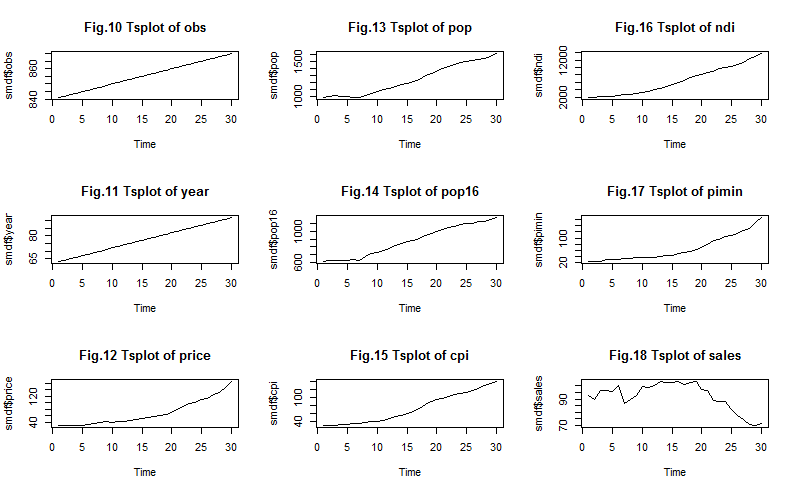 Fig.10 Tsplot of obs
smdf$obs
840 860
0 5 10 15 20 25 30
Time
Fig.13 Tsplot of pop
smdf$pop
1000 1500
0 5 10 15 20 25 30
Time
Fig.16 Tsplot of ndi
smdf$ndi
2000 12000
0 5 10 15 20 25 30
Time
Fig.11 Tsplot of year
smdf$year
65 80
0 5 10 15 20 25 30
Time
Fig.14 Tsplot of pop16
smdf$pop16
600 1000
0 5 10 15 20 25 30
Time
Fig.17 Tsplot of pimin
smdf$pimin
20 100
0 5 10 15 20 25 30
Time
Fig.12 Tsplot of price
smdf$price
40 120
0 5 10 15 20 25 30
Time
Fig.15 Tsplot of cpi
smdf$cpi
40 100
0 5 10 15 20 25 30
Time
Fig.18 Tsplot of sales
smdf$sales
70 90
0 5 10 15 20 25 30
Time